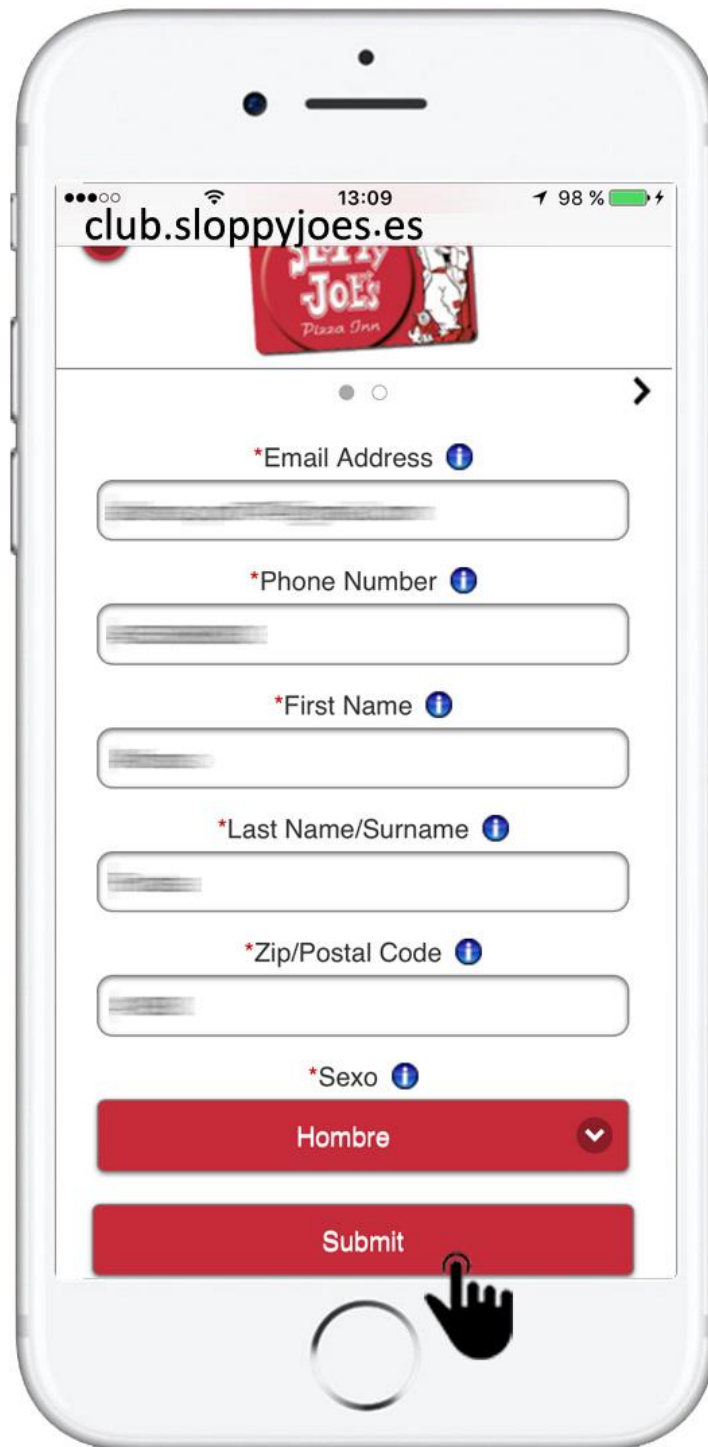 13:09 98 %
club.sloppyjoes.es
SLOPPY
JOE'S
Pizza Inn
*Email Address
*Phone Number
*First Name
*Last Name/Surname
*Zip/Postal Code
*Sexo
Hombre
Submit